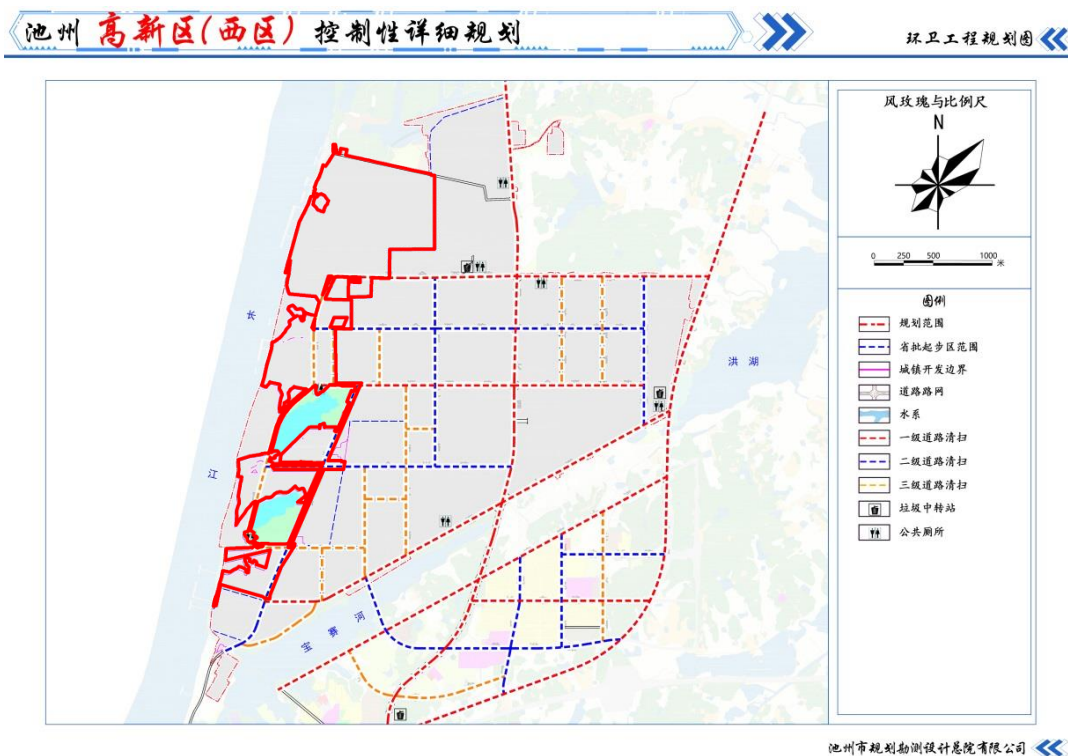 池州 高新区(西区) 控制性详细规划
环卫工程规划图
风玫瑰与比例尺
N
0 250 500 1000 米
图例
规划范围
省批起步区范围
城镇开发边界
道路路网
水系
一级道路清扫
二级道路清扫
三级道路清扫
垃圾中转站
公共厕所
长
江
洪湖
宝赛河
池州市规划勘测设计总院有限公司